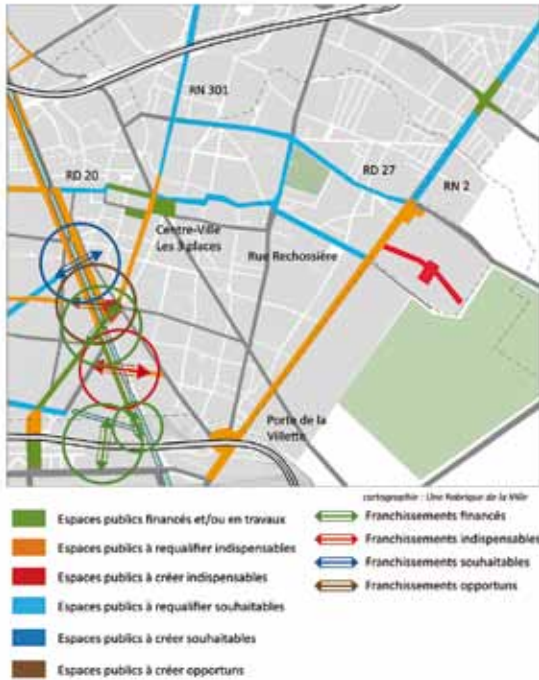 RN 301
RD 20
RD 27
RN 2
Centre-Ville
Les 3 places
Rue Rechossière
Porte de la
Villette
cartographie : Une Fabrique de la Ville
Espaces publics financés et/ou en travaux
Espaces publics à requalifier indispensables
Espaces publics à créer indispensables
Espaces publics à requalifier souhaitables
Espaces publics à créer souhaitables
Espaces publics à créer opportuns
Franchissements financés
Franchissements indispensables
Franchissements souhaitables
Franchissements opportuns